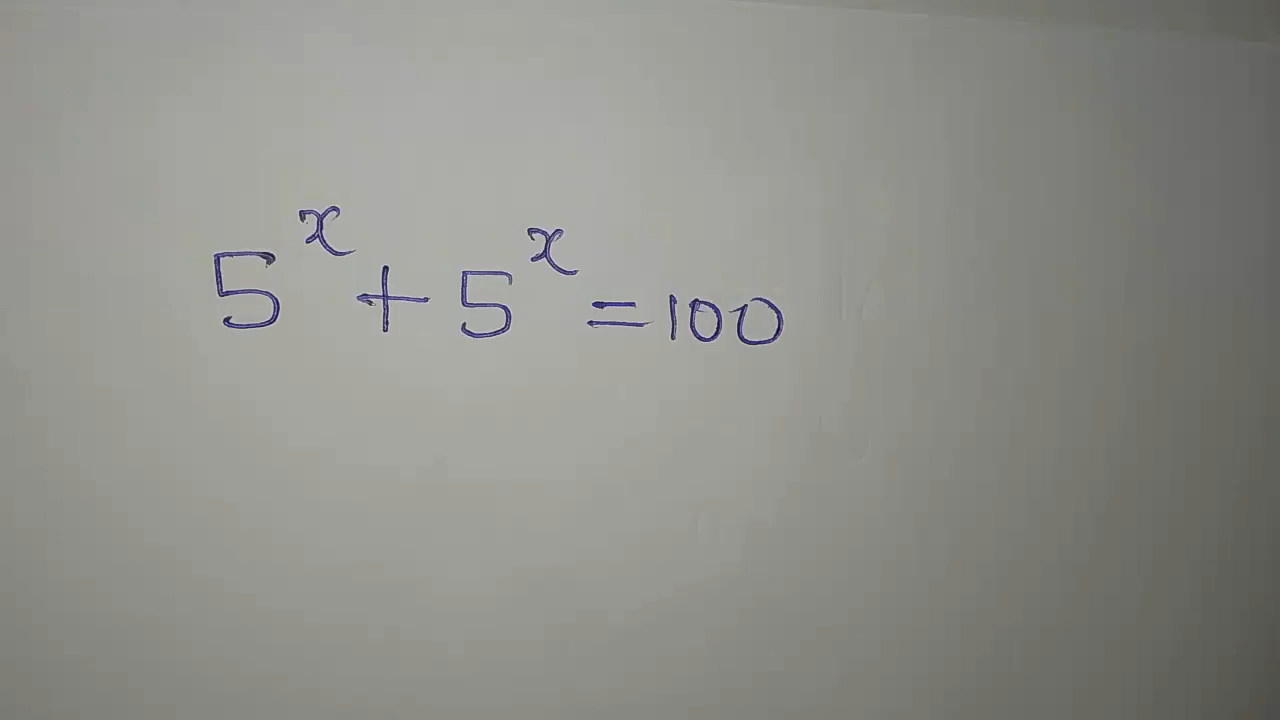 5^x + 5^x = 100